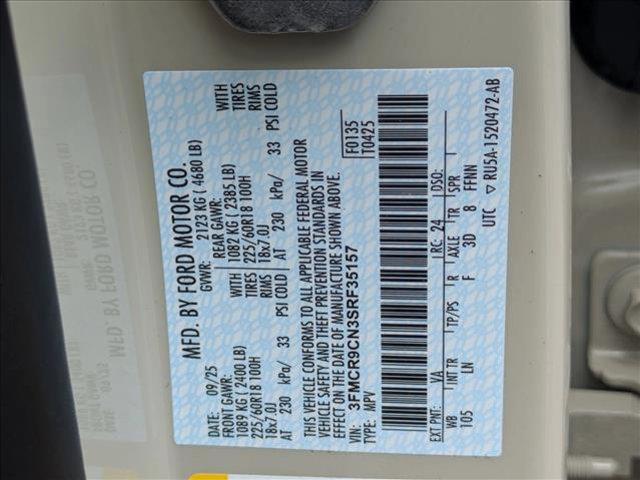 MFD. BY FORD MOTOR CO.
09/25 GVWR: 2123 KG ( 4680 LB)
FRONT GAWR: REAR GAWR:
1089 KG ( 2400 LB) 1082 KG ( 2385 LB) WITH
225/60R18 100H 225/60R18 100H TIRES
18x7.0J 18x7.0J RIMS
AT 230 kPa/ 33 PSI COLD AT 230 kPa/ 33 PSI COLD
WITH
TIRES
RIMS
THIS VEHICLE CONFORMS TO ALL APPLICABLE FEDERAL MOTOR
VEHICLE SAFETY AND THEFT PREVENTION STANDARDS IN
EFFECT ON THE DATE OF MANUFACTURE SHOWN ABOVE.
VIN: 3FMCR9CN3SRF35157
TYPE: MPV
F0135
T0425
EXT PNT: VA RC: 24 DSO:
WB INT TR TP/PS R AXLE TR SPR
105 LN F 3D 8 FFNN
UTC ▽ RU5A-1520472-AB